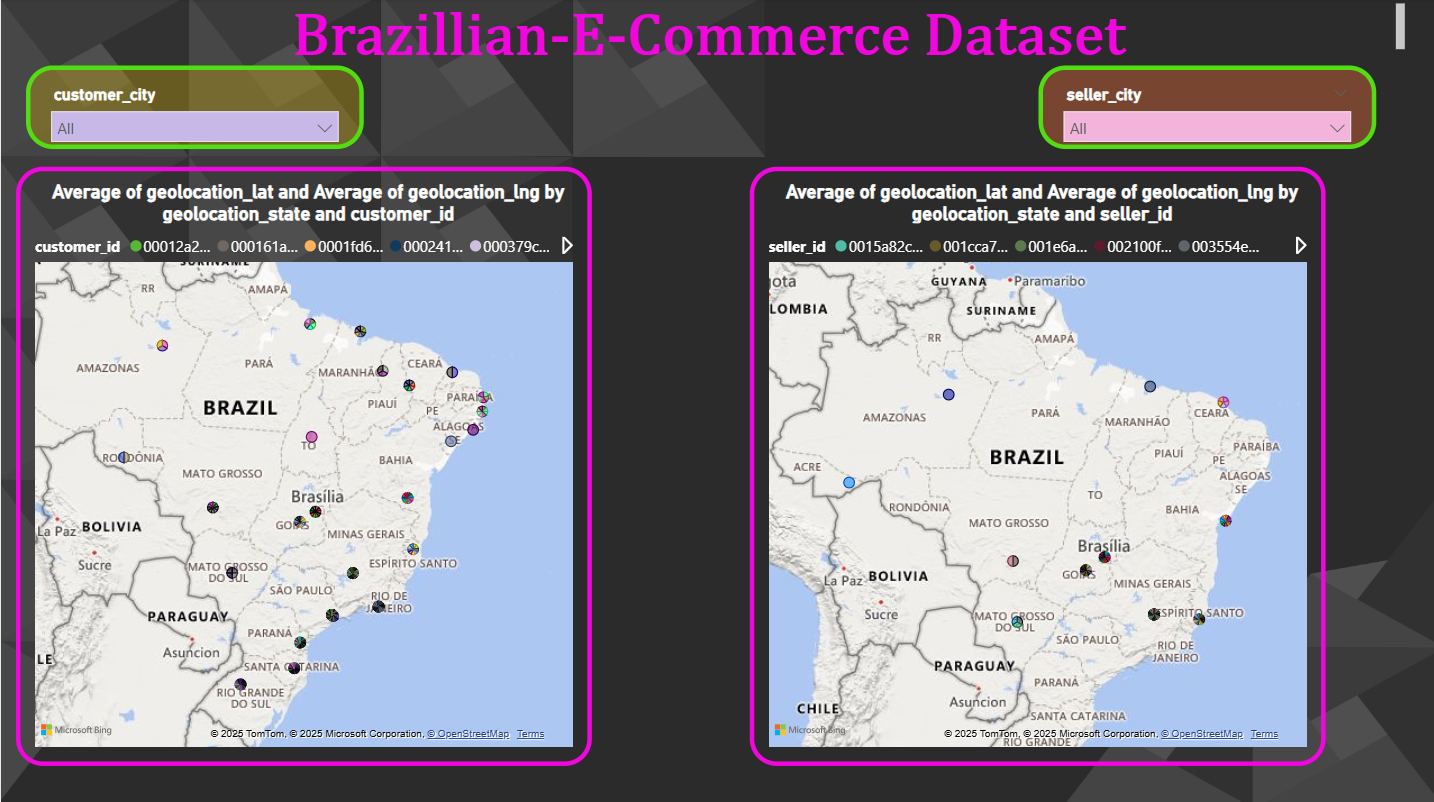 Brazillian-E-Commerce Dataset
customer_city
All
seller_city
All
Average of geolocation_lat and Average of geolocation_lng by
geolocation_state and customer_id
customer_id 00012a2... 000161a... 0001fd6... 000241... 000379c...
SURINAME
RR
AMAPÁ
AMAZONAS
PARÁ
MARANHÃO
CEARÁ
BRAZIL
PIAUÍ
PARAÍBA
PE
ALAGOAS
SE
TO
RONDÔNIA
BAHIA
MATO GROSSO
Brasília
GOIÁS
La Paz
BOLIVIA
MINAS GERAIS
Sucre
MATO GROSSO
DO SUL
ESPÍRITO SANTO
SÃO PAULO
RIO DE
JANEIRO
PARAGUAY
PARANÁ
Asuncion
LE
SANTA CATARINA
RIO GRANDE
DO SUL
Microsoft Bing
© 2025 TomTom, © 2025 Microsoft Corporation, © OpenStreetMap Terms
Average of geolocation_lat and Average of geolocation_lng by
geolocation_state and seller_id
seller_id 0015a82c... 001cca7... 001e6a... 002100f... 003554e...
ota
GUYANA
Paramaribo
LOMBIA
SURINAME
RR
AMAPÁ
AMAZONAS
PARÁ
MARANHÃO
CEARÁ
BRAZIL
PIAUÍ
PARAÍBA
PE
ACRE
ALAGOAS
SE
TO
RONDÔNIA
BAHIA
MATO GROSSO
Brasília
GOIÁS
La Paz
BOLIVIA
MINAS GERAIS
Sucre
MATO GROSSO
DO SUL
ESPÍRITO SANTO
SÃO PAULO
RIO DE
JANEIRO
PARAGUAY
PARANÁ
Asuncion
CHILE
SANTA CATARINA
RIO GRANDE
Microsoft Bing
© 2025 TomTom, © 2025 Microsoft Corporation, © OpenStreetMap Terms